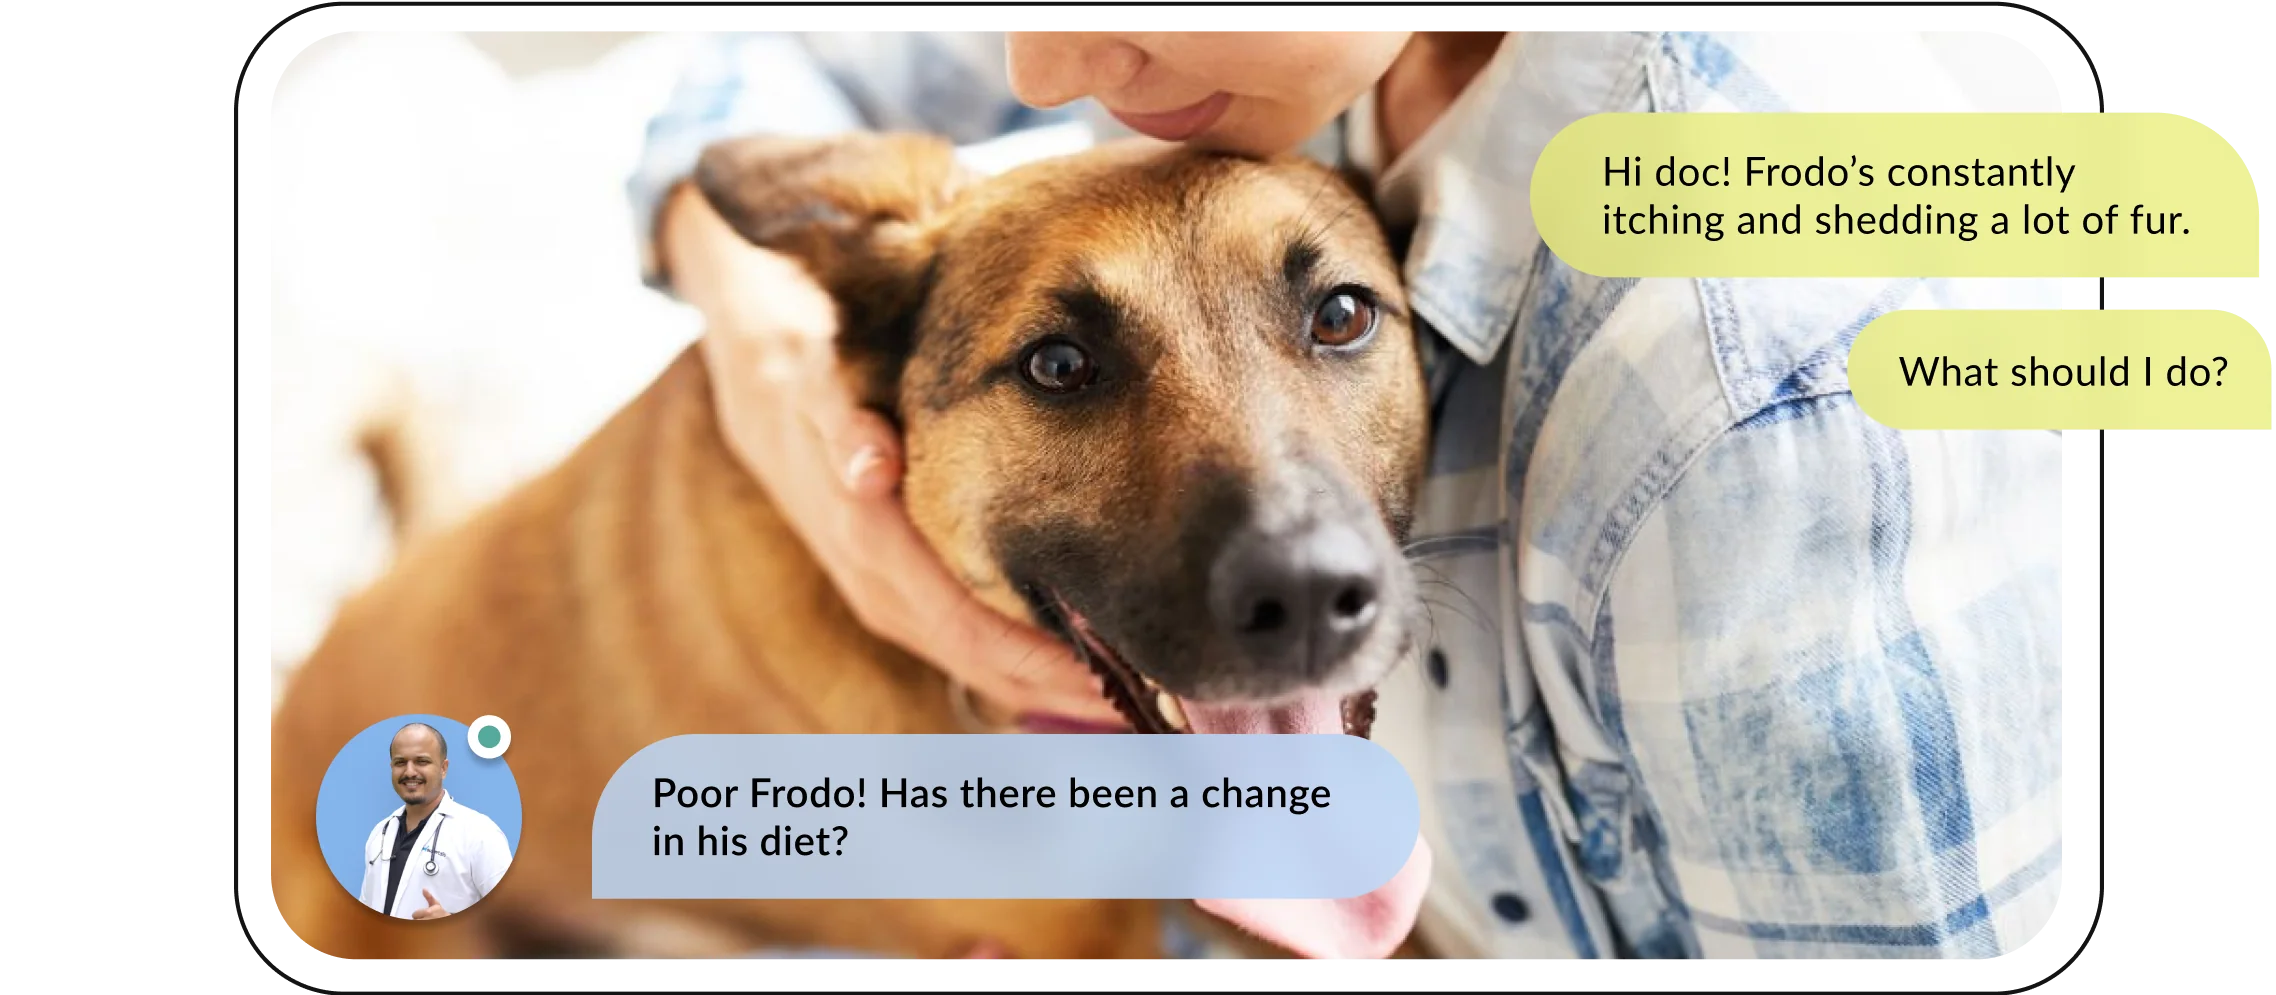 Hi doc! Frodo’s constantly
itching and shedding a lot of fur.
What should I do?
Poor Frodo! Has there been a change
in his diet?